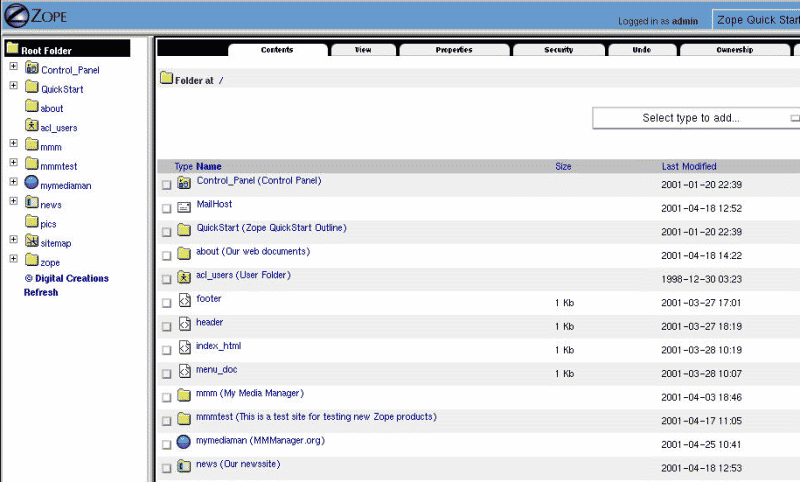 ZOPE
Logged in as admin
Zope Quick Start
Root Folder
Control_Panel
QuickStart
about
acl_users
mmm
mmmtest
mymediaman
news
pics
sitemap
zope
© Digital Creations
Refresh
Contents View Properties Security Undo Ownership
Folder at /
Select type to add...
Type Name Size Last Modified
Control_Panel (Control Panel) 2001-01-20 22:39
MailHost 2001-04-18 12:52
QuickStart (Zope QuickStart Outline) 2001-01-20 22:39
about (Our web documents) 2001-04-18 14:22
acl_users (User Folder) 1998-12-30 03:23
footer 1 Kb 2001-03-27 17:01
header 2001-03-27 18:19
index_html 1 Kb 2001-03-28 10:19
menu_doc 1 Kb 2001-03-28 10:07
mmm (My Media Manager) 2001-04-03 18:46
mmmtest (This is a test site for testing new Zope products) 2001-04-17 11:05
mymediaman (MMManager.org) 2001-04-25 10:41
news (Our newssite) 2001-04-18 12:53